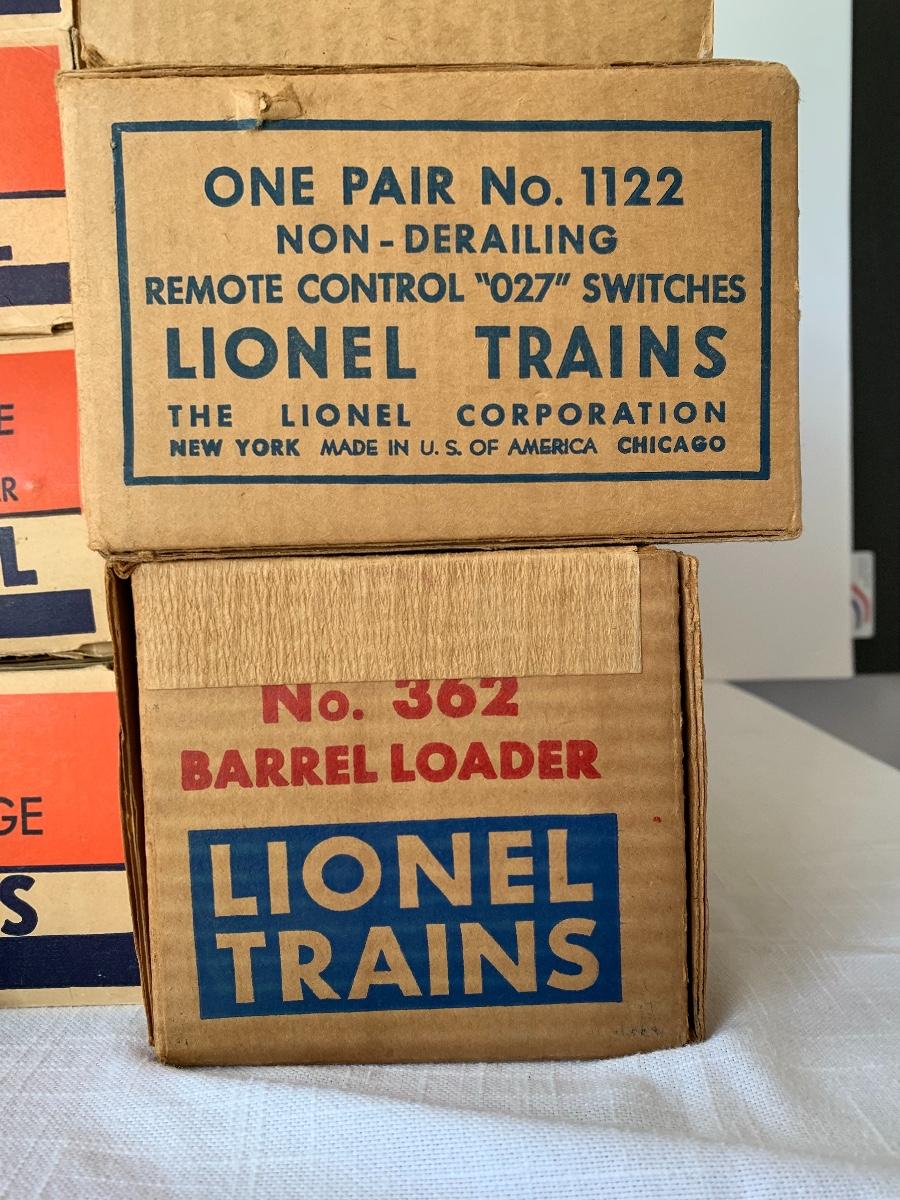 ONE PAIR No. 1122
NON-DERAILING
REMOTE CONTROL "027" SWITCHES
LIONEL TRAINS
THE LIONEL CORPORATION
NEW YORK MADE IN U. S. OF AMERICA CHICAGO
No. 362
BARREL LOADER
LIONEL
TRAINS
E
R
L
GE
S